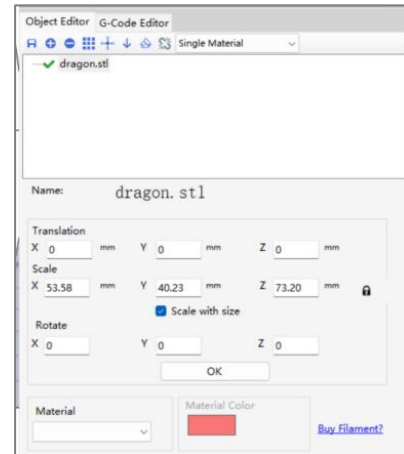 Object Editor G-Code Editor
Single Material
dragon.stl
Name: dragon.stl
Translation
X 0 mm Y 0 mm Z 0 mm
Scale
X 53.58 mm Y 40.23 mm Z 73.20 mm
Scale with size
Rotate
X 0 Y 0 Z 0
OK
Material Material Color
Buy Filament?